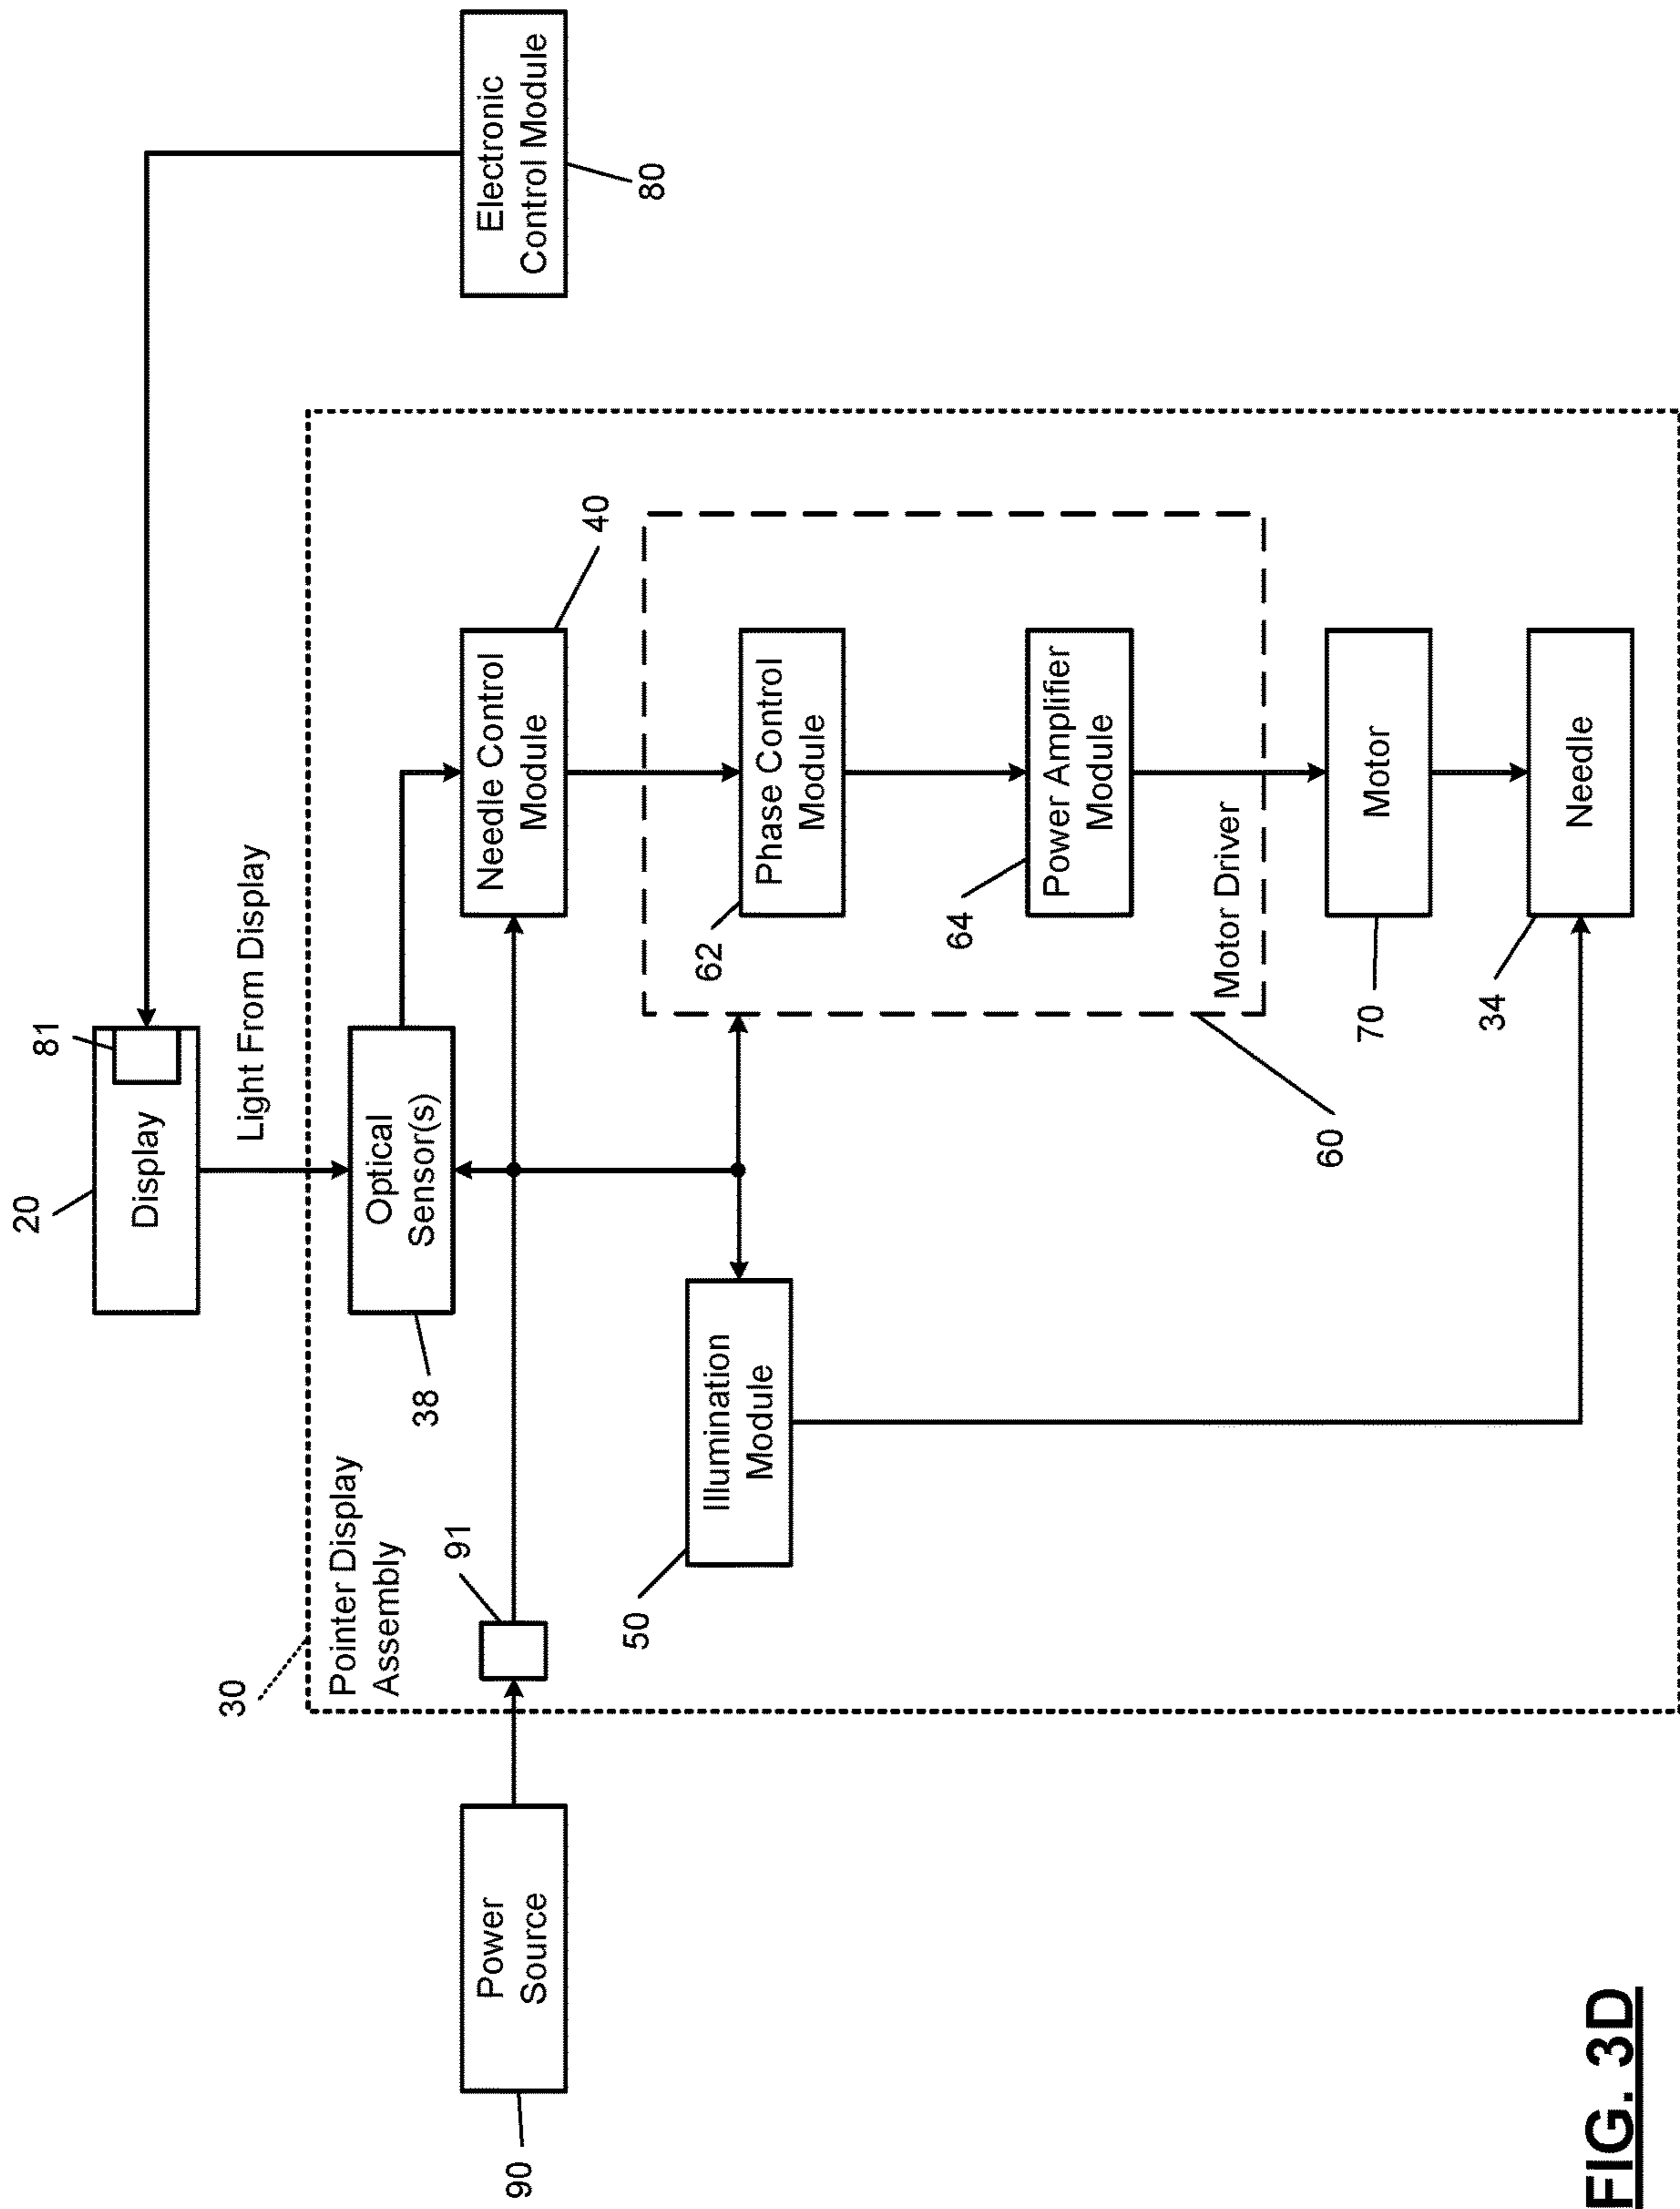 20
Display
81
Light From Display
Electronic
Control Module
80
30
Pointer Display
Assembly
38
Optical
Sensor(s)
90
Power
Source
91
Needle Control
Module
40
50
Illumination
Module
62
Phase Control
Module
64
Power Amplifier
Module
Motor Driver
60
70
Motor
34
Needle
FIG. 3D